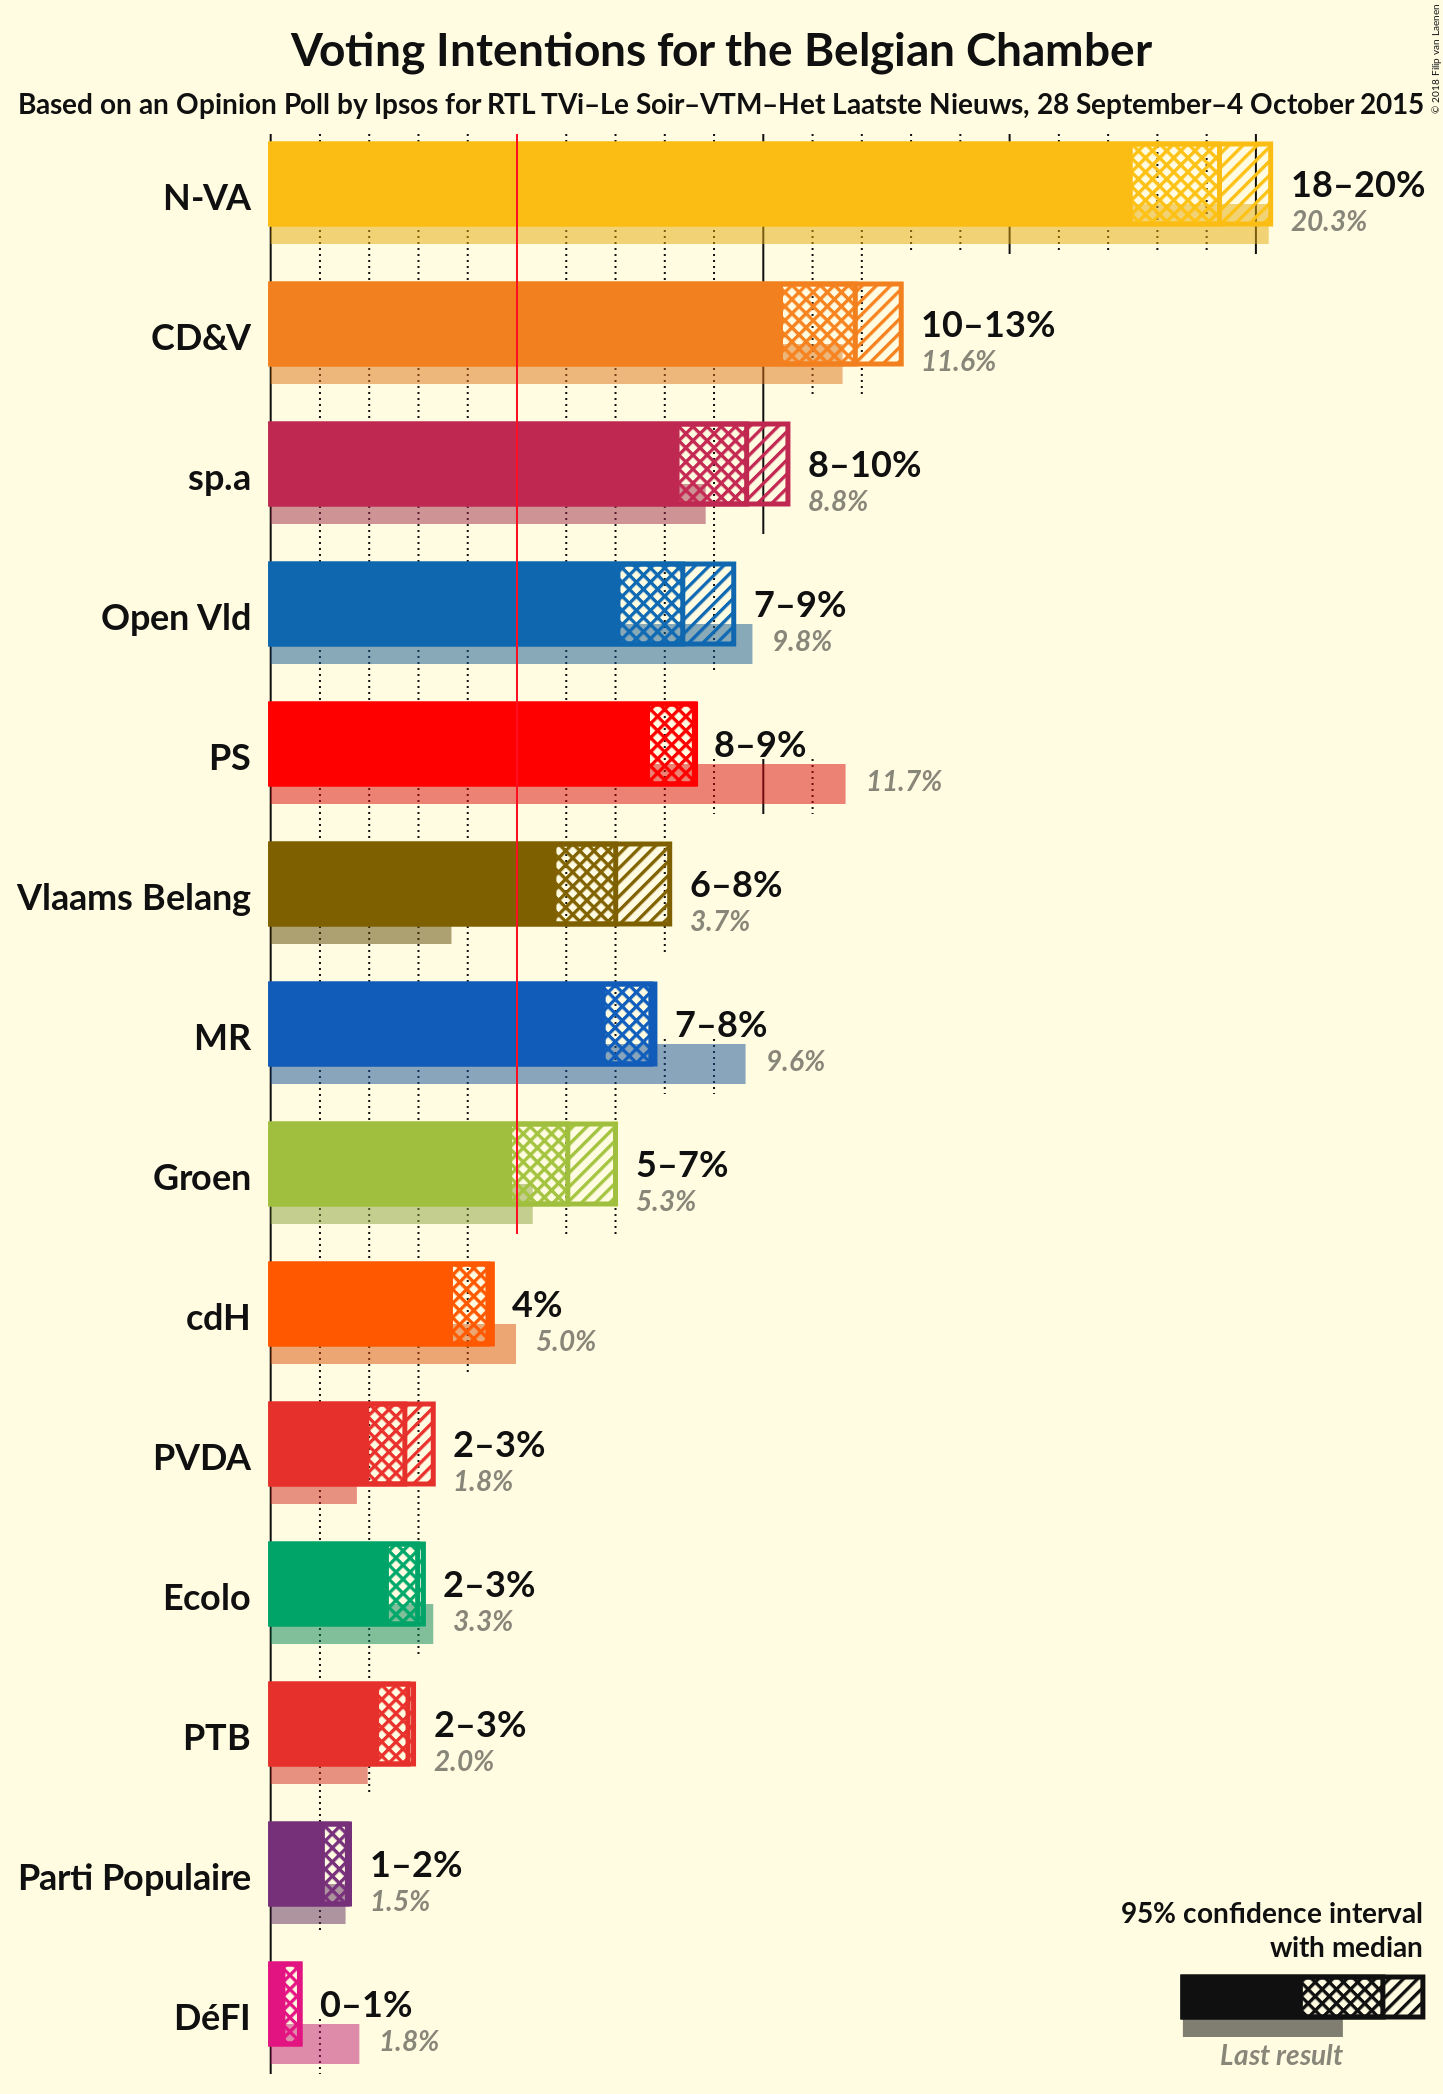 Voting Intentions for the Belgian Chamber
Based on an Opinion Poll by Ipsos for RTL TVi–Le Soir–VTM–Het Laatste Nieuws, 28 September–4 October 2015
© 2018 Filip van Laenen
N-VA
18–20%
20.3%
CD&V
10–13%
11.6%
sp.a
8–10%
8.8%
Open Vld
7–9%
9.8%
PS
8–9%
11.7%
Vlaams Belang
6–8%
3.7%
MR
7–8%
9.6%
Groen
5–7%
5.3%
cdH
4%
5.0%
PVDA
2–3%
1.8%
Ecolo
2–3%
3.3%
PTB
2–3%
2.0%
Parti Populaire
1–2%
1.5%
DéFI
0–1%
1.8%
95% confidence interval
with median
Last result